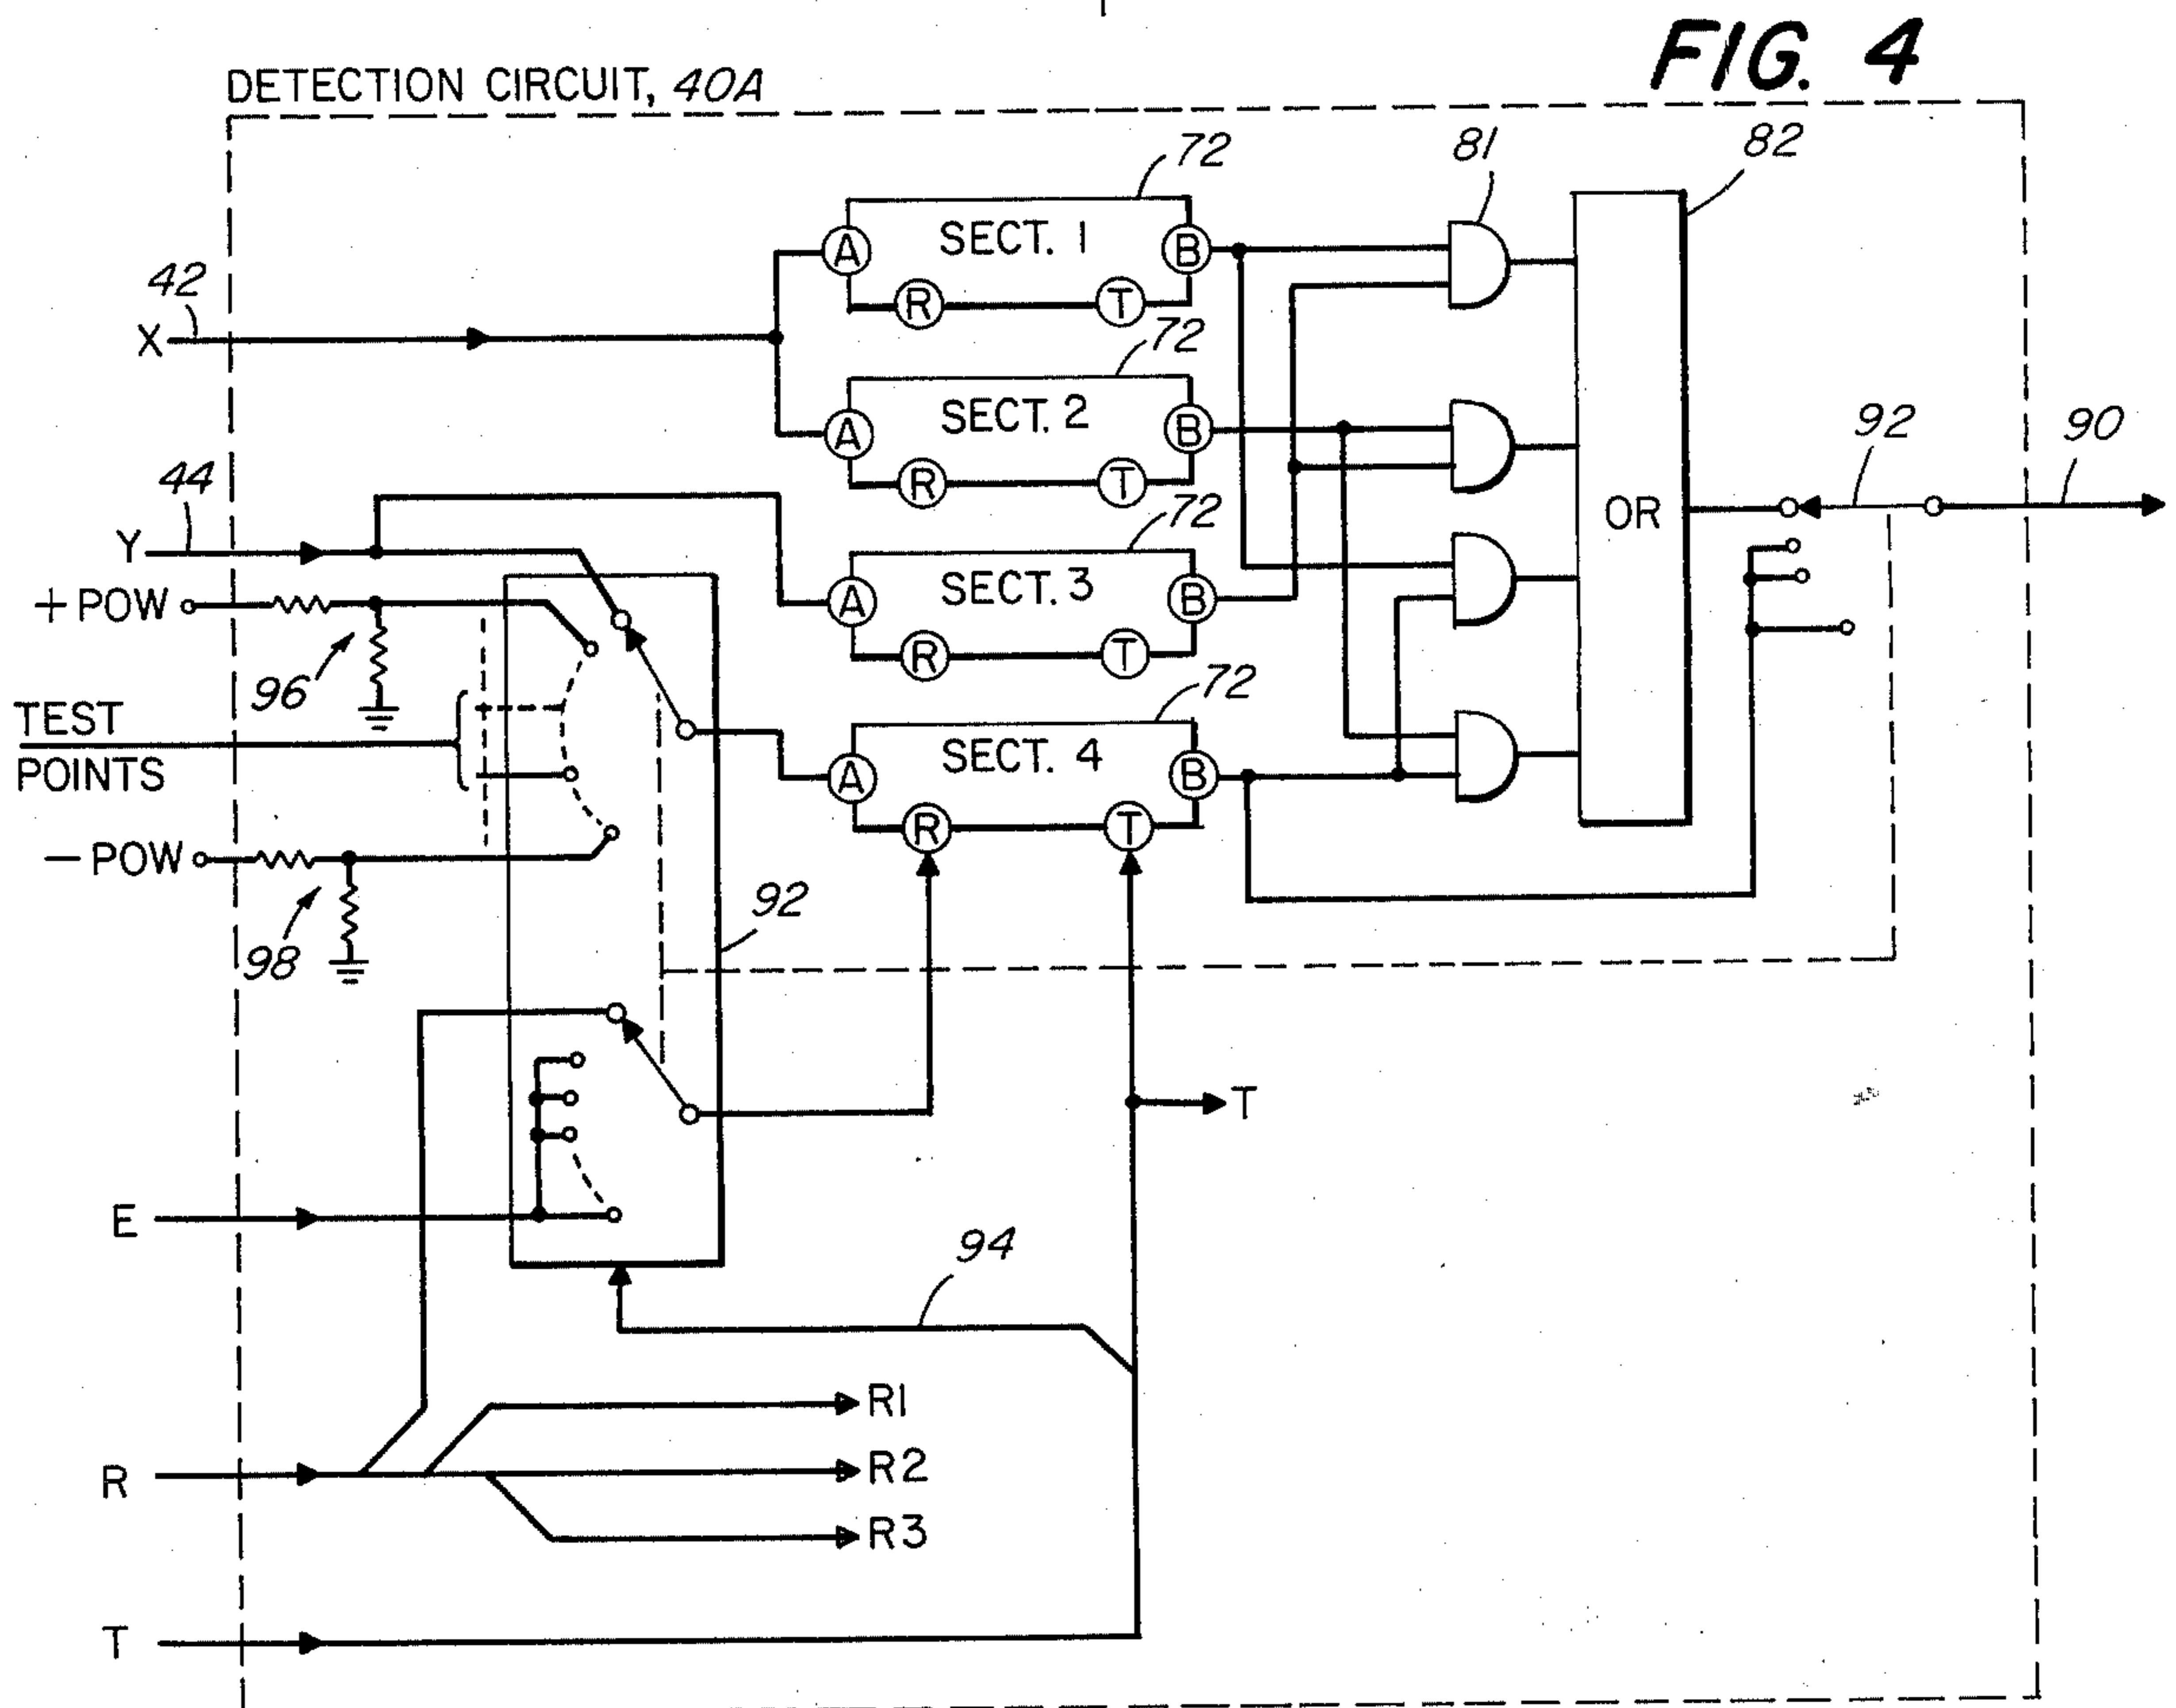 FIG. 4
DETECTION CIRCUIT, 40A
72
81
82
A SECT. 1 B
R T
42
X
72
A SECT. 2 B
R T
92
90
44
Y
72
OR
+ POW
A SECT. 3 B
R T
96
72
TEST
POINTS
A SECT. 4 B
R T
- POW
92
98
T
E
94
R1
R
R2
R3
T